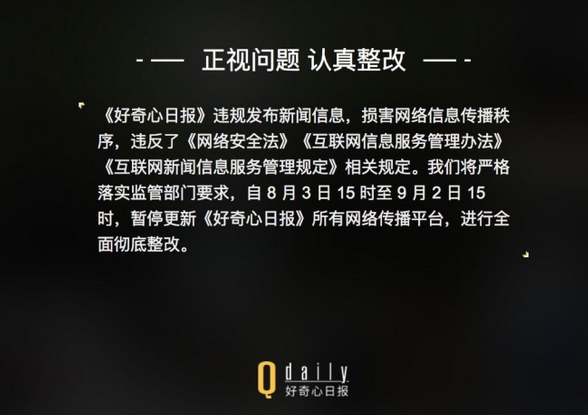 正视问题 认真整改
《好奇心日报》违规发布新闻信息，损害网络信息传播秩
序，违反了《网络安全法》《互联网信息服务管理办法》
《互联网新闻信息服务管理规定》相关规定。我们将严格
落实监管部门要求，自 8 月 3 日 15 时至 9 月 2 日 15
时，暂停更新《好奇心日报》所有网络传播平台，进行全
面彻底整改。
Q daily
好奇心日报